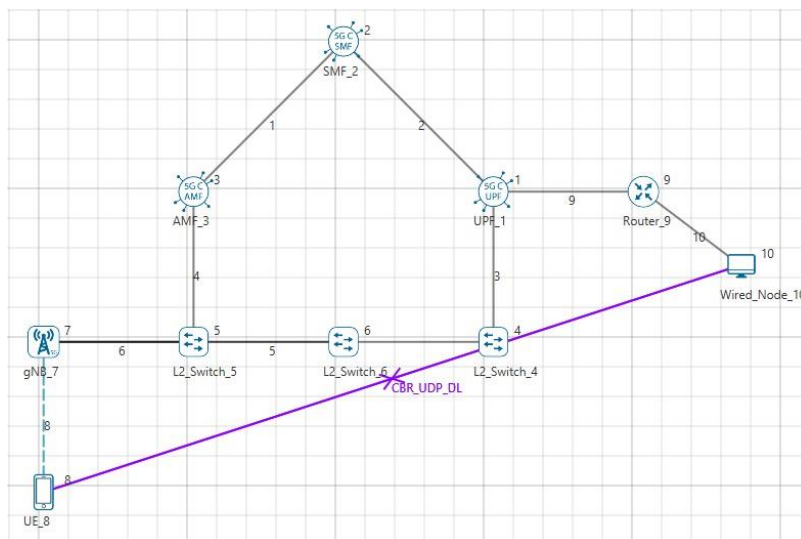 5G C
SMF
2
SMF_2
1
2
5G C
AMF
3
AMF_3
5G C
UPF
1
UPF_1
9
9
Router_9
10
10
Wired_Node_10
4
3
7
gNB_7
6
5
L2_Switch_5
5
6
L2_Switch_6
4
L2_Switch_4
CBR_UDP_DL
8
8
UE_8